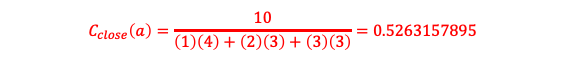 C_close(a) = 10 / ((1)(4) + (2)(3) + (3)(3)) = 0.5263157895